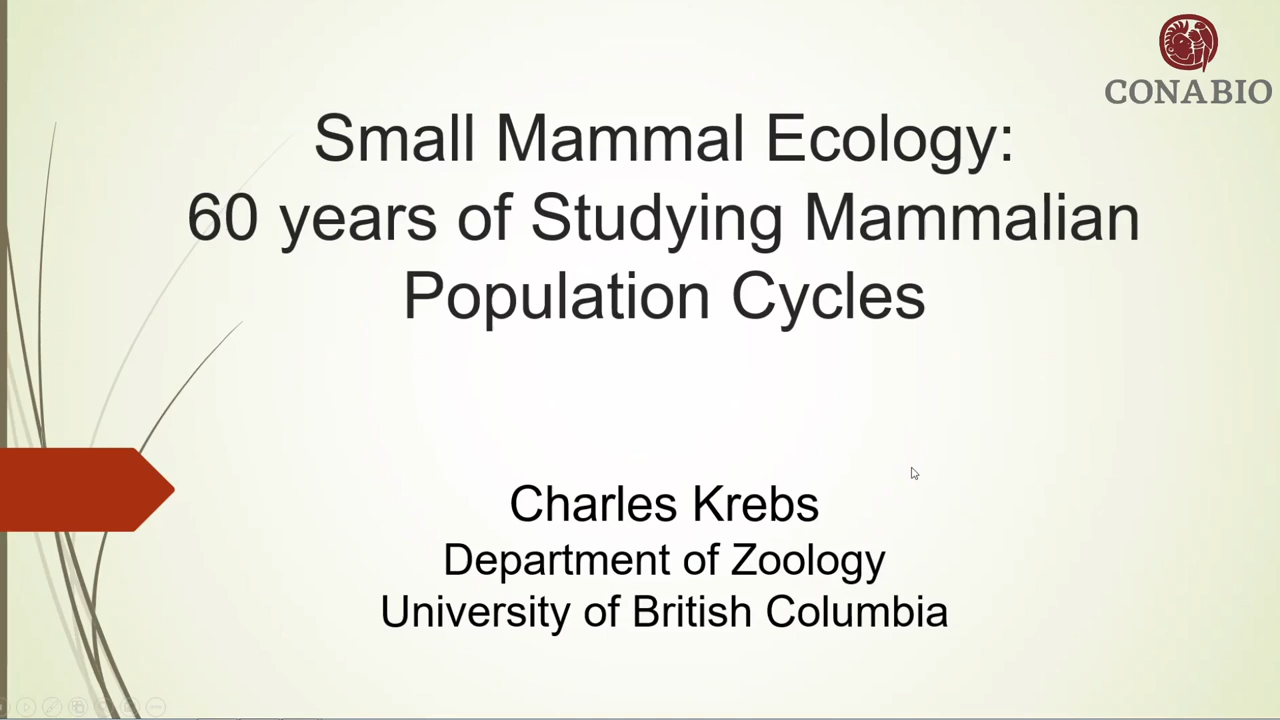 CONABIO
Small Mammal Ecology:
60 years of Studying Mammalian
Population Cycles
Charles Krebs
Department of Zoology
University of British Columbia